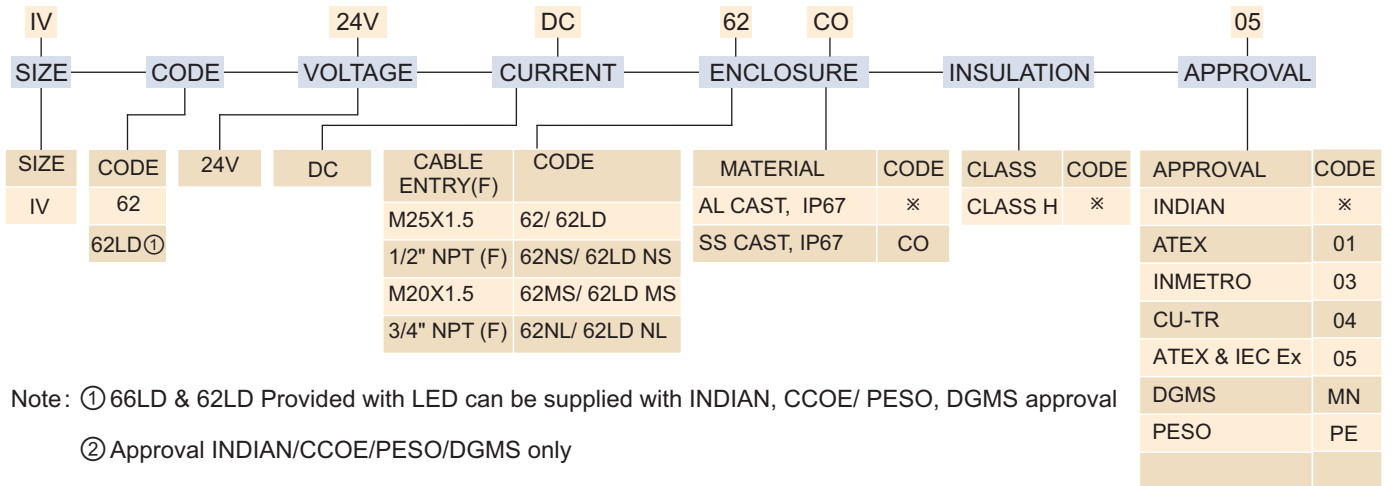 IV 24V DC 62 CO 05
SIZE CODE VOLTAGE CURRENT ENCLOSURE INSULATION APPROVAL
SIZE
IV
CODE
62
62LD①
24V
DC
CABLE ENTRY(F) CODE
M25X1.5 62/ 62LD
1/2" NPT (F) 62NS/ 62LD NS
M20X1.5 62MS/ 62LD MS
3/4" NPT (F) 62NL/ 62LD NL
MATERIAL CODE
AL CAST, IP67 ※
SS CAST, IP67 CO
CLASS CODE
CLASS H ※
APPROVAL CODE
INDIAN ※
ATEX 01
INMETRO 03
CU-TR 04
ATEX & IEC Ex 05
DGMS MN
PESO PE
Note: ① 66LD & 62LD Provided with LED can be supplied with INDIAN, CCOE/ PESO, DGMS approval
② Approval INDIAN/CCOE/PESO/DGMS only